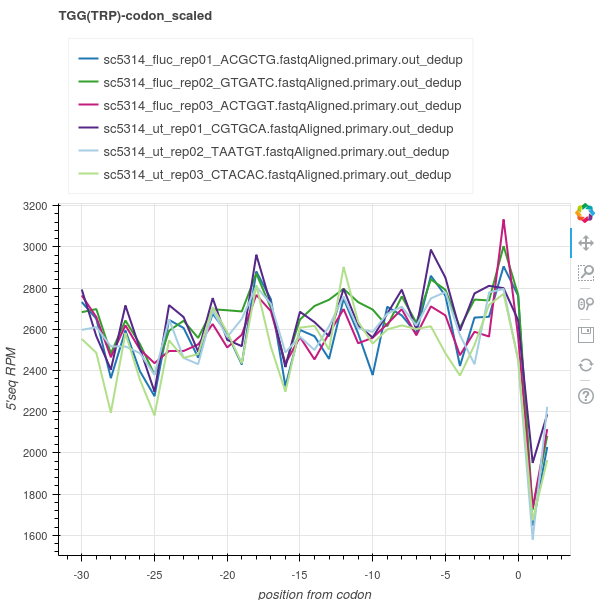 TGG(TRP)-codon_scaled
sc5314_fluc_rep01_ACGCTG.fastqAligned.primary.out_dedup
sc5314_fluc_rep02_GTGATC.fastqAligned.primary.out_dedup
sc5314_fluc_rep03_ACTGGT.fastqAligned.primary.out_dedup
sc5314_ut_rep01_CGTGCA.fastqAligned.primary.out_dedup
sc5314_ut_rep02_TAATGT.fastqAligned.primary.out_dedup
sc5314_ut_rep03_CTACAC.fastqAligned.primary.out_dedup
3200
3000
2800
2600
2400
2200
2000
1800
1600
5'seq RPM
-30 -25 -20 -15 -10 -5 0
position from codon